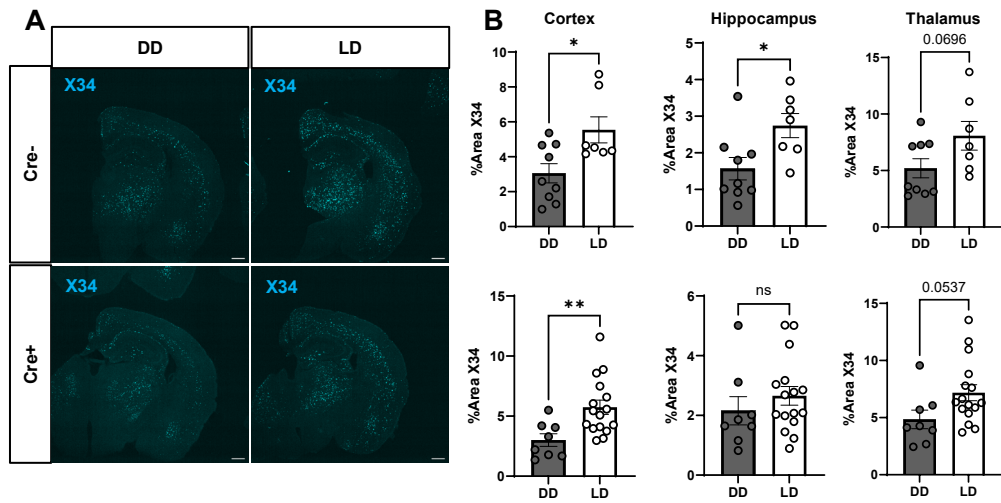 A
DD
LD
Cre-
X34
X34
Cre+
X34
X34
B
Cortex
Hippocampus
Thalamus
%Area X34
10
8
6
4
2
0
*
DD
LD
%Area X34
5
4
3
2
1
0
*
DD
LD
%Area X34
15
10
5
0
0.0696
DD
LD
%Area X34
15
10
5
0
**
DD
LD
%Area X34
6
4
2
0
ns
DD
LD
%Area X34
15
10
5
0
0.0537
DD
LD